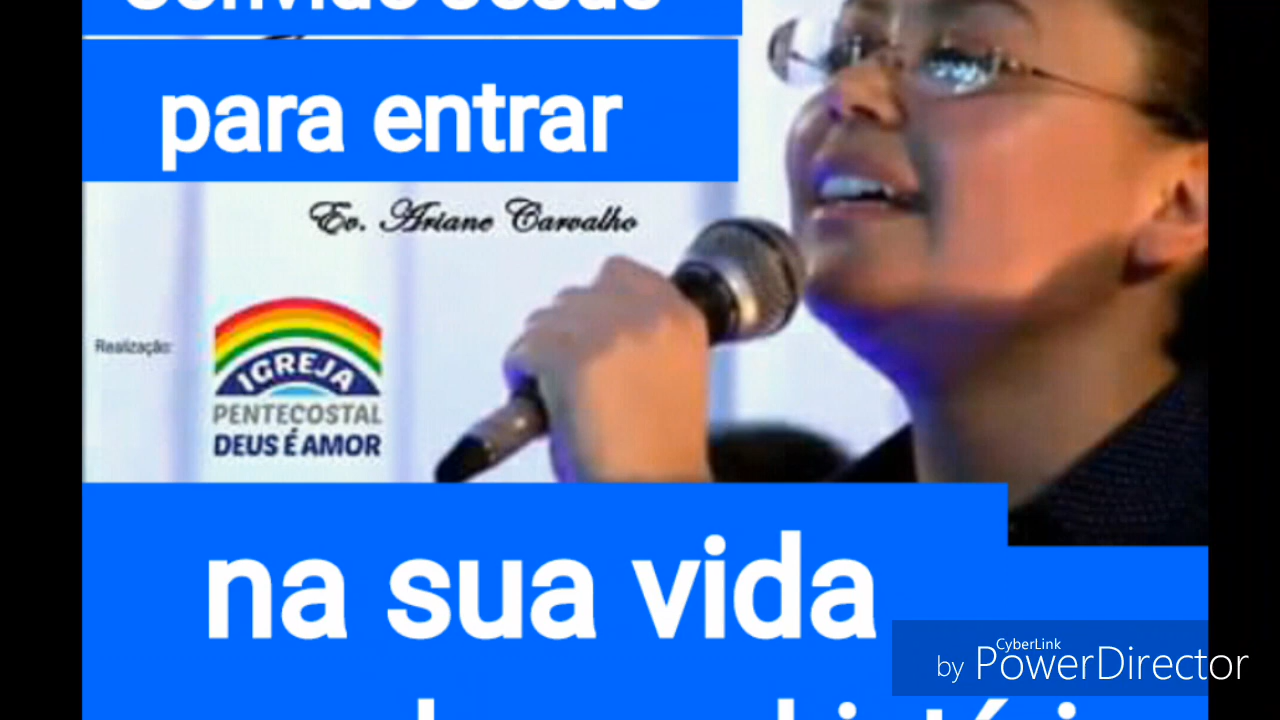 para entrar
Ev. Ariane Carvalho
Realização:
IGREJA
PENTECOSTAL
DEUS É AMOR
na sua vida
CyberLink
by PowerDirector